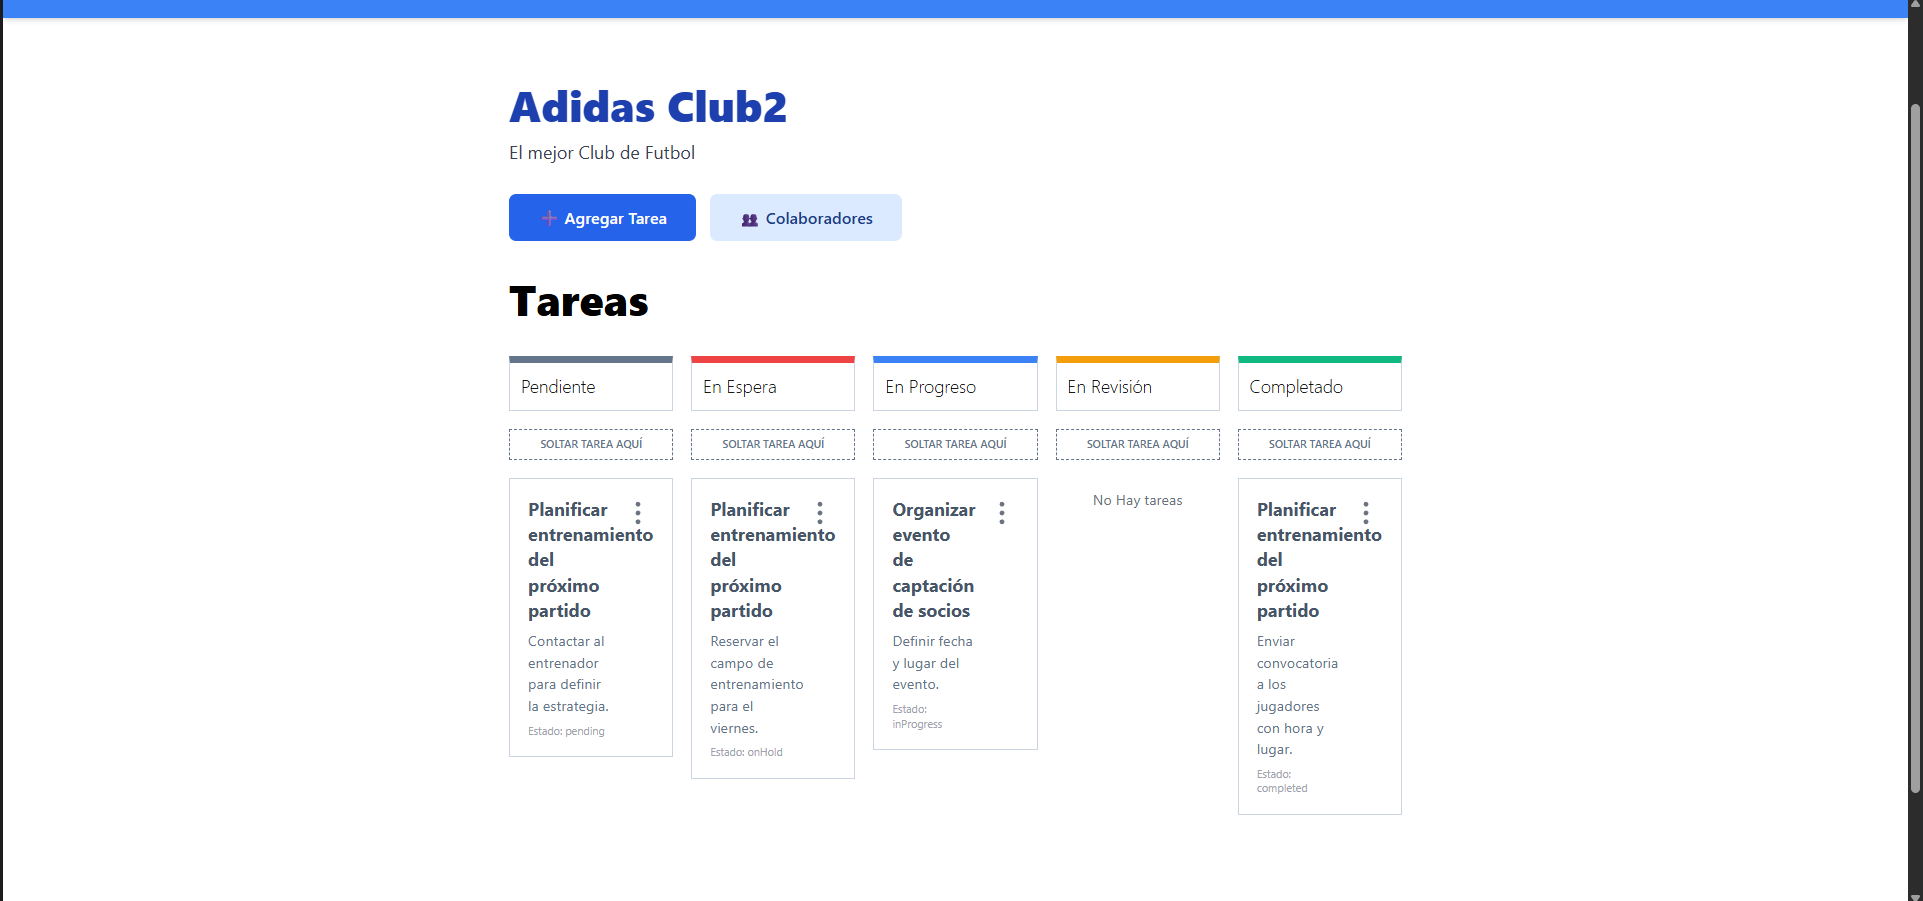 Adidas Club2
El mejor Club de Futbol
Agregar Tarea
Colaboradores
Tareas
Pendiente
En Espera
En Progreso
En Revisión
Completado
SOLTAR TAREA AQUÍ
SOLTAR TAREA AQUÍ
SOLTAR TAREA AQUÍ
SOLTAR TAREA AQUÍ
SOLTAR TAREA AQUÍ
Planificar
entrenamiento
del
próximo
partido
Contactar al
entrenador
para definir
la estrategia.
Estado: pending
Planificar
entrenamiento
del
próximo
partido
Reservar el
campo de
entrenamiento
para el
viernes.
Estado: onHold
Organizar
evento
de
captación
de socios
Definir fecha
y lugar del
evento.
Estado:
inProgress
No Hay tareas
Planificar
entrenamiento
del
próximo
partido
Enviar
convocatoria
a los
jugadores
con hora y
lugar.
Estado:
completed